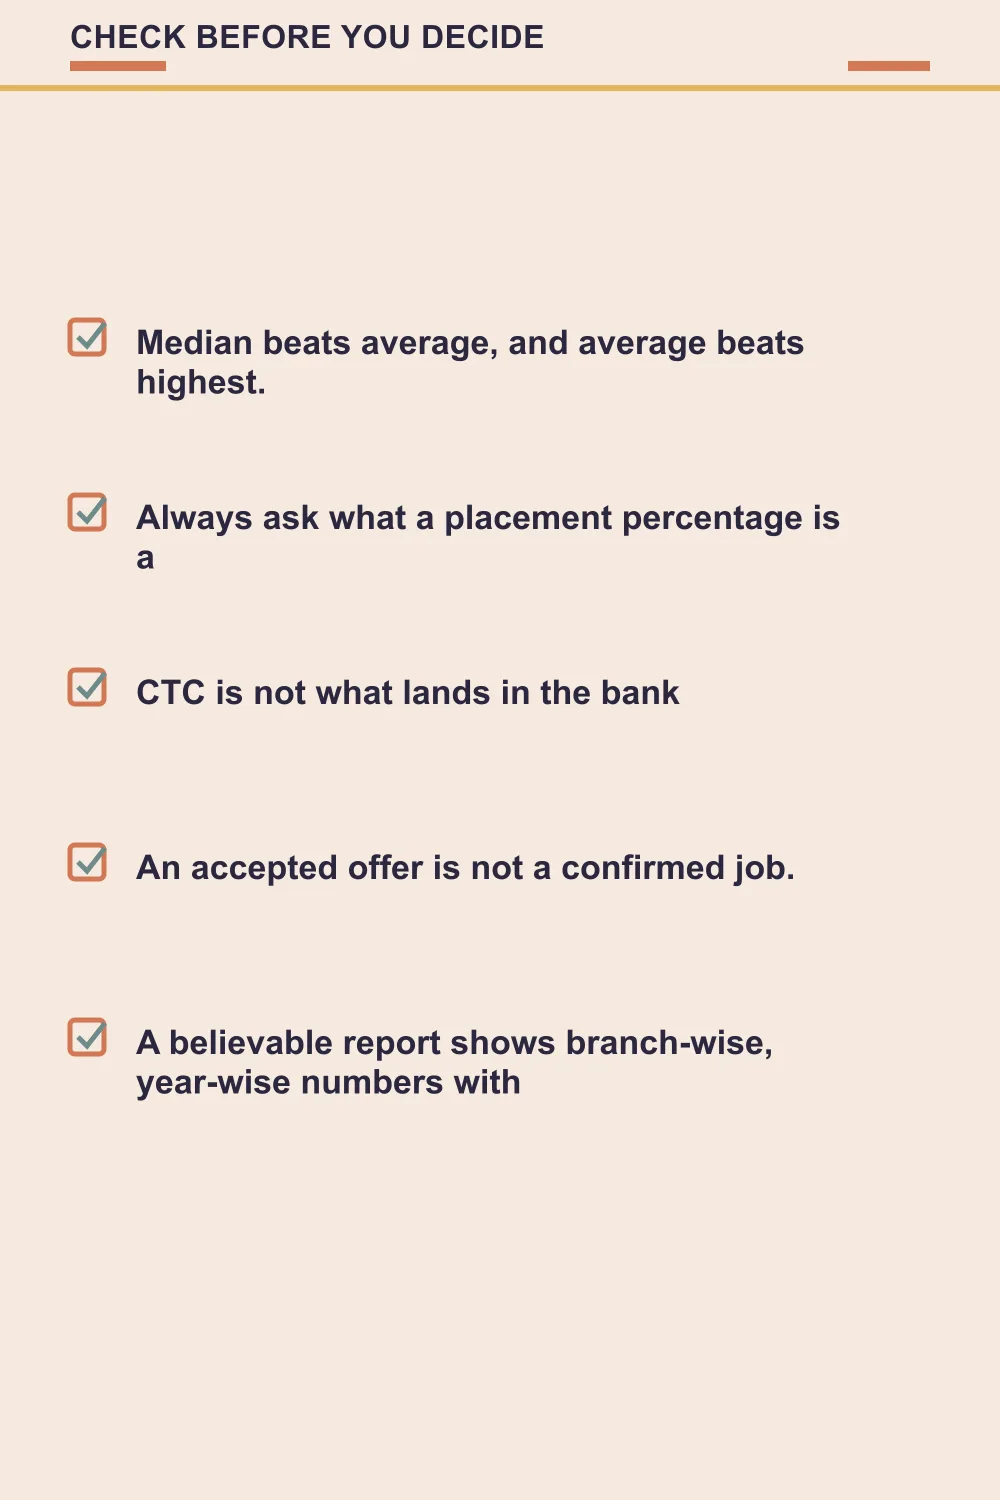 CHECK BEFORE YOU DECIDE
Median beats average, and average beats
highest.
Always ask what a placement percentage is
a
CTC is not what lands in the bank
An accepted offer is not a confirmed job.
A believable report shows branch-wise,
year-wise numbers with